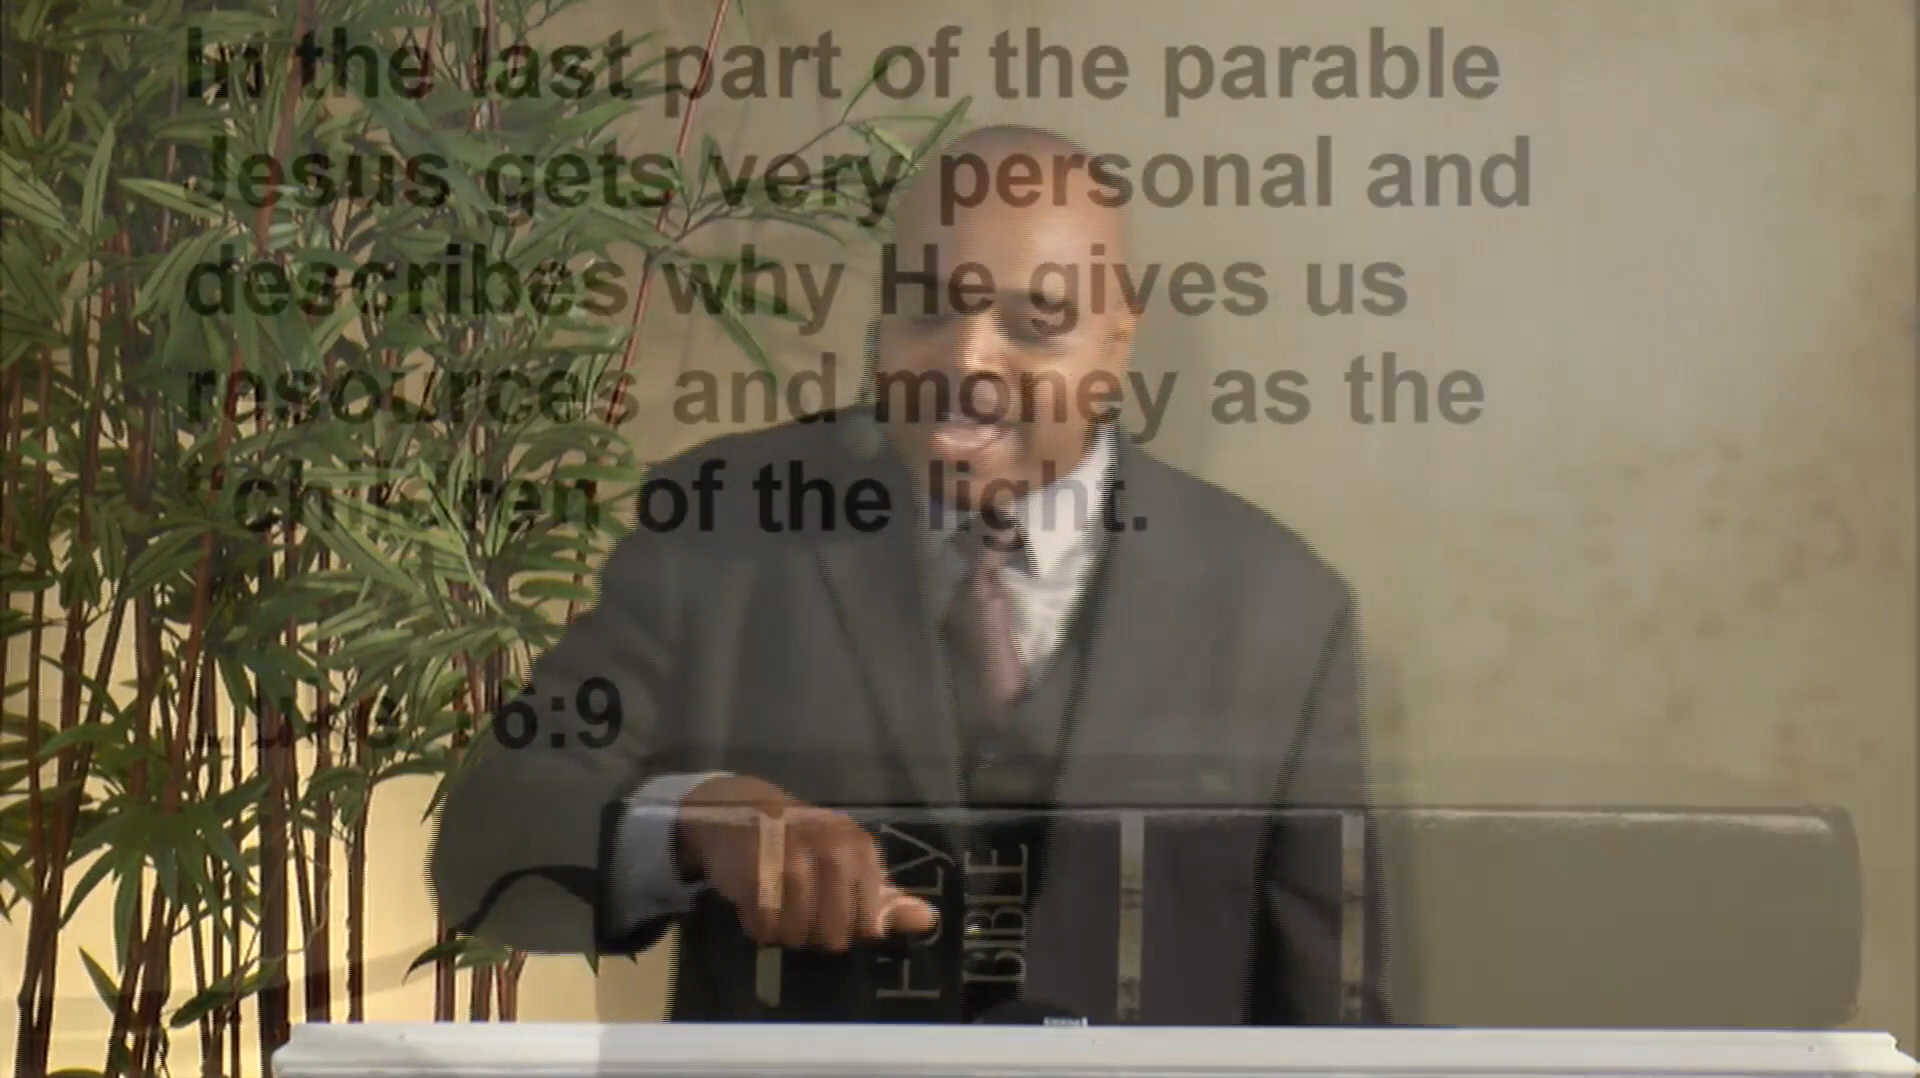 In the last part of the parable
Jesus gets very personal and
describes why He gives us
resources and money as the
"children of the light.
Luke 16:9
HOLY
BIBLE